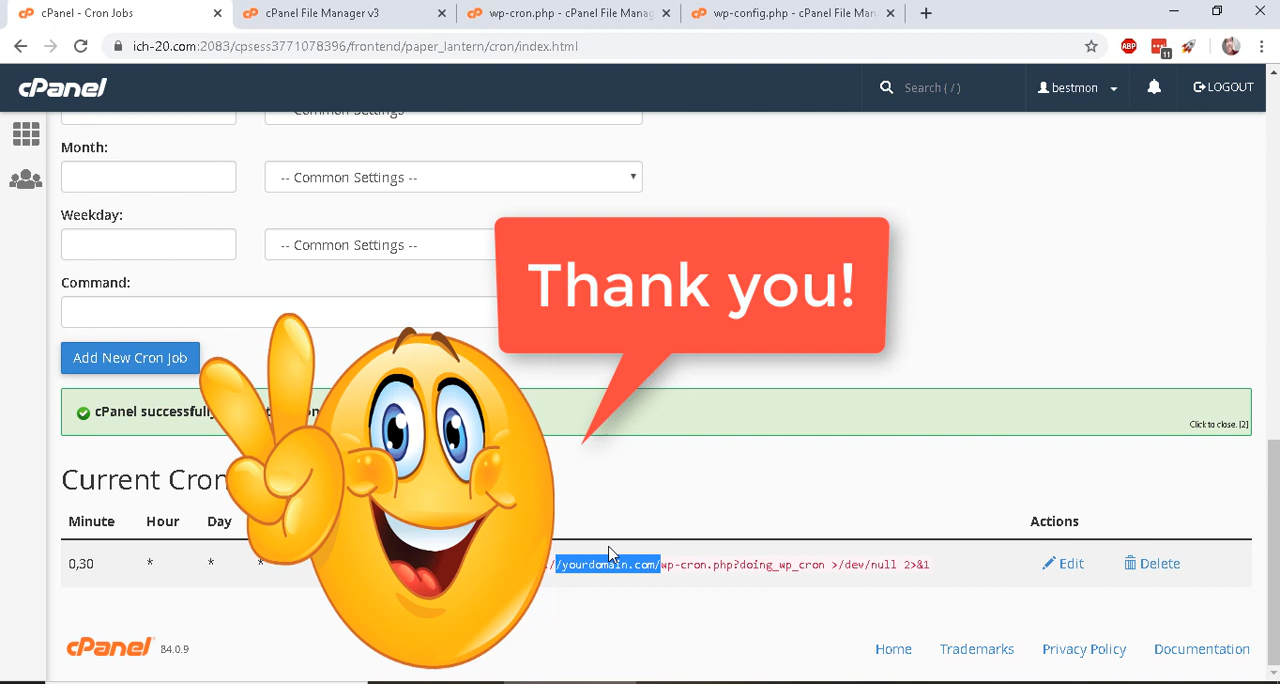 cPanel - Cron Jobs
cPanel File Manager v3
wp-cron.php - cPanel File Manag
wp-config.php - cPanel File Man
ich-20.com:2083/cpsess3771078396/frontend/paper_lantern/cron/index.html
ABP
11
cPanel
Search ( / )
bestmon
LOGOUT
-- Common Settings --
Month:
-- Common Settings --
Weekday:
-- Common Settings --
Thank you!
Command:
Add New Cron Job
cPanel successfully
Click to close. [2]
Current Cron
Minute Hour Day Actions
0,30 * * * //yourdomain.com/wp-cron.php?doing_wp_cron >/dev/null 2>&1 Edit Delete
cPanel 84.0.9 Home Trademarks Privacy Policy Documentation